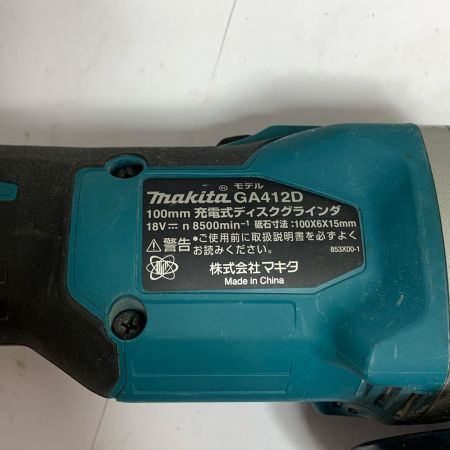 モデル
makita® GA412D
100mm 充電式ディスクグラインダ
18V⎓ n 8500min⁻¹ 砥石寸法:100X6X15mm
⚠警告 •ご使用前に取扱説明書を必ずよく
お読みください。 853X00-1
株式会社マキタ
Made in China